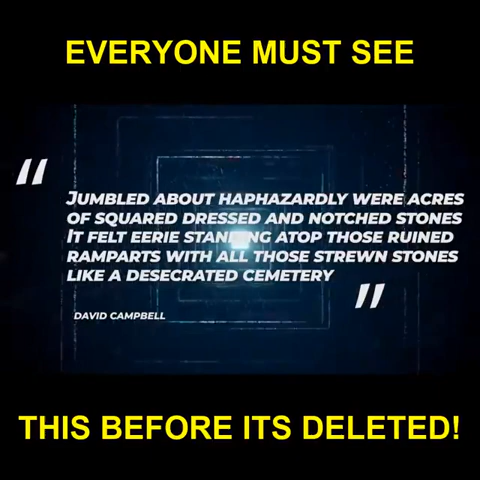 EVERYONE MUST SEE
"
JUMBLED ABOUT HAPHAZARDLY WERE ACRES
OF SQUARED DRESSED AND NOTCHED STONES
IT FELT EERIE STANDING ATOP THOSE RUINED
RAMPARTS WITH ALL THOSE STREWN STONES
LIKE A DESECRATED CEMETERY
"
DAVID CAMPBELL
THIS BEFORE ITS DELETED!